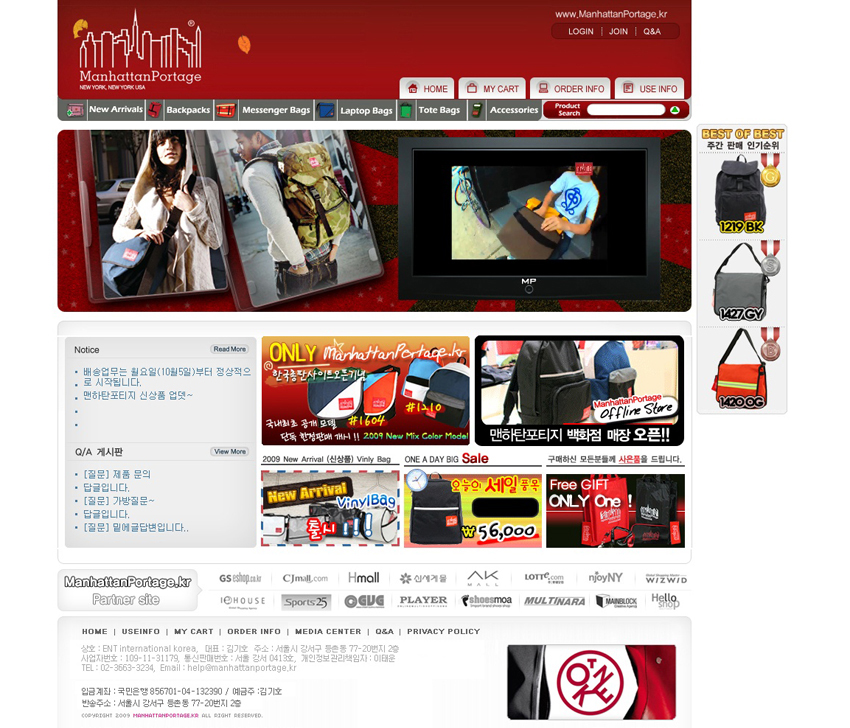 www.ManhattanPortage.kr
LOGIN | JOIN | Q&A
ManhattanPortage®
NEW YORK, NEW YORK USA
HOME MY CART ORDER INFO USE INFO
New Arrivals Backpacks Messenger Bags Laptop Bags Tote Bags Accessories Product Search
BEST OF BEST
주간 판매 인기순위
G
1219 BK
S
1427 GY
B
1420 OG
MP
Notice Read More
배송업무는 월요일(10월5일)부터 정상적으
로 시작됩니다.
맨하탄포티지 신상품 업뎃~
Q/A 게시판 View More
[질문] 제품 문의
답글입니다.
[질문] 가방질문~
답글입니다.
[질문] 밑에글답변입니다..
ONLY ManhattanPortage.kr
한국총판사이트오픈기념
#1604 #1210
국내최초 공개 모델
단독 한정판매 개시!! 2009 New Mix Color Model
ManhattanPortage
Offline Store
맨하탄포티지 백화점 매장 오픈!!
2009 New Arrival (신상품) Vinly Bag
New Arrival
VinylBag
출시
ONE A DAY BIG Sale
오늘의 세일 품목
₩56,000
구매하신 모든분들께 사은품을 드립니다.
Free GIFT
ONLY One!
ManhattanPortage.kr
Partner site
GSeshop.co.kr CJmall.com Hmall 신세계몰 AK MALL LOTTE.com njoyNY WIZWID
HOUSE Sports 25 PLAYER shoesmoa MULTINARA MAINBLOCK Hello shop
HOME | USEINFO | MY CART | ORDER INFO | MEDIA CENTER | Q&A | PRIVACY POLICY
상호 : ENT international korea, 대표 : 김기호 주소 : 서울시 강서구 등촌동 77-20번지 2층
사업자번호 : 109-11-31179, 통신판매번호 : 서울 강서 0413호, 개인정보관리책임자 : 이태운
TEL : 02-3663-3234, Email : help@manhattanportage.kr
입금계좌 : 국민은행 856701-04-132390 / 예금주 :김기호
반송주소 : 서울시 강서구 등촌동 77-20번지 2층
COPYRIGHT 2009 MANHATTANPORTAGE.KR ALL RIGHT RESERVED.